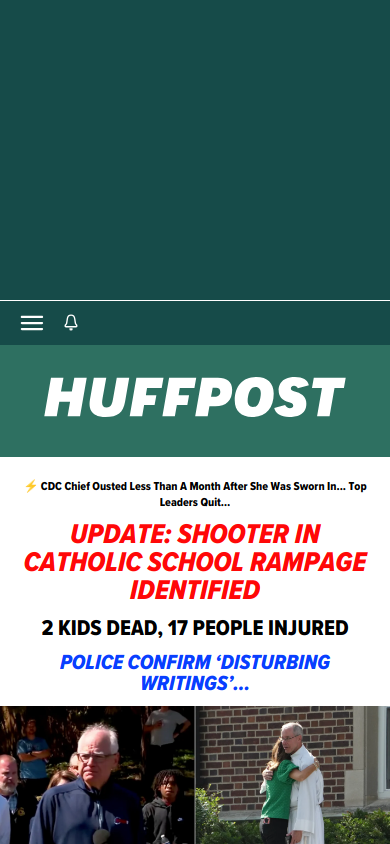 HUFFPOST
⚡ CDC Chief Ousted Less Than A Month After She Was Sworn In... Top
Leaders Quit...
UPDATE: SHOOTER IN
CATHOLIC SCHOOL RAMPAGE
IDENTIFIED
2 KIDS DEAD, 17 PEOPLE INJURED
POLICE CONFIRM ‘DISTURBING
WRITINGS’...